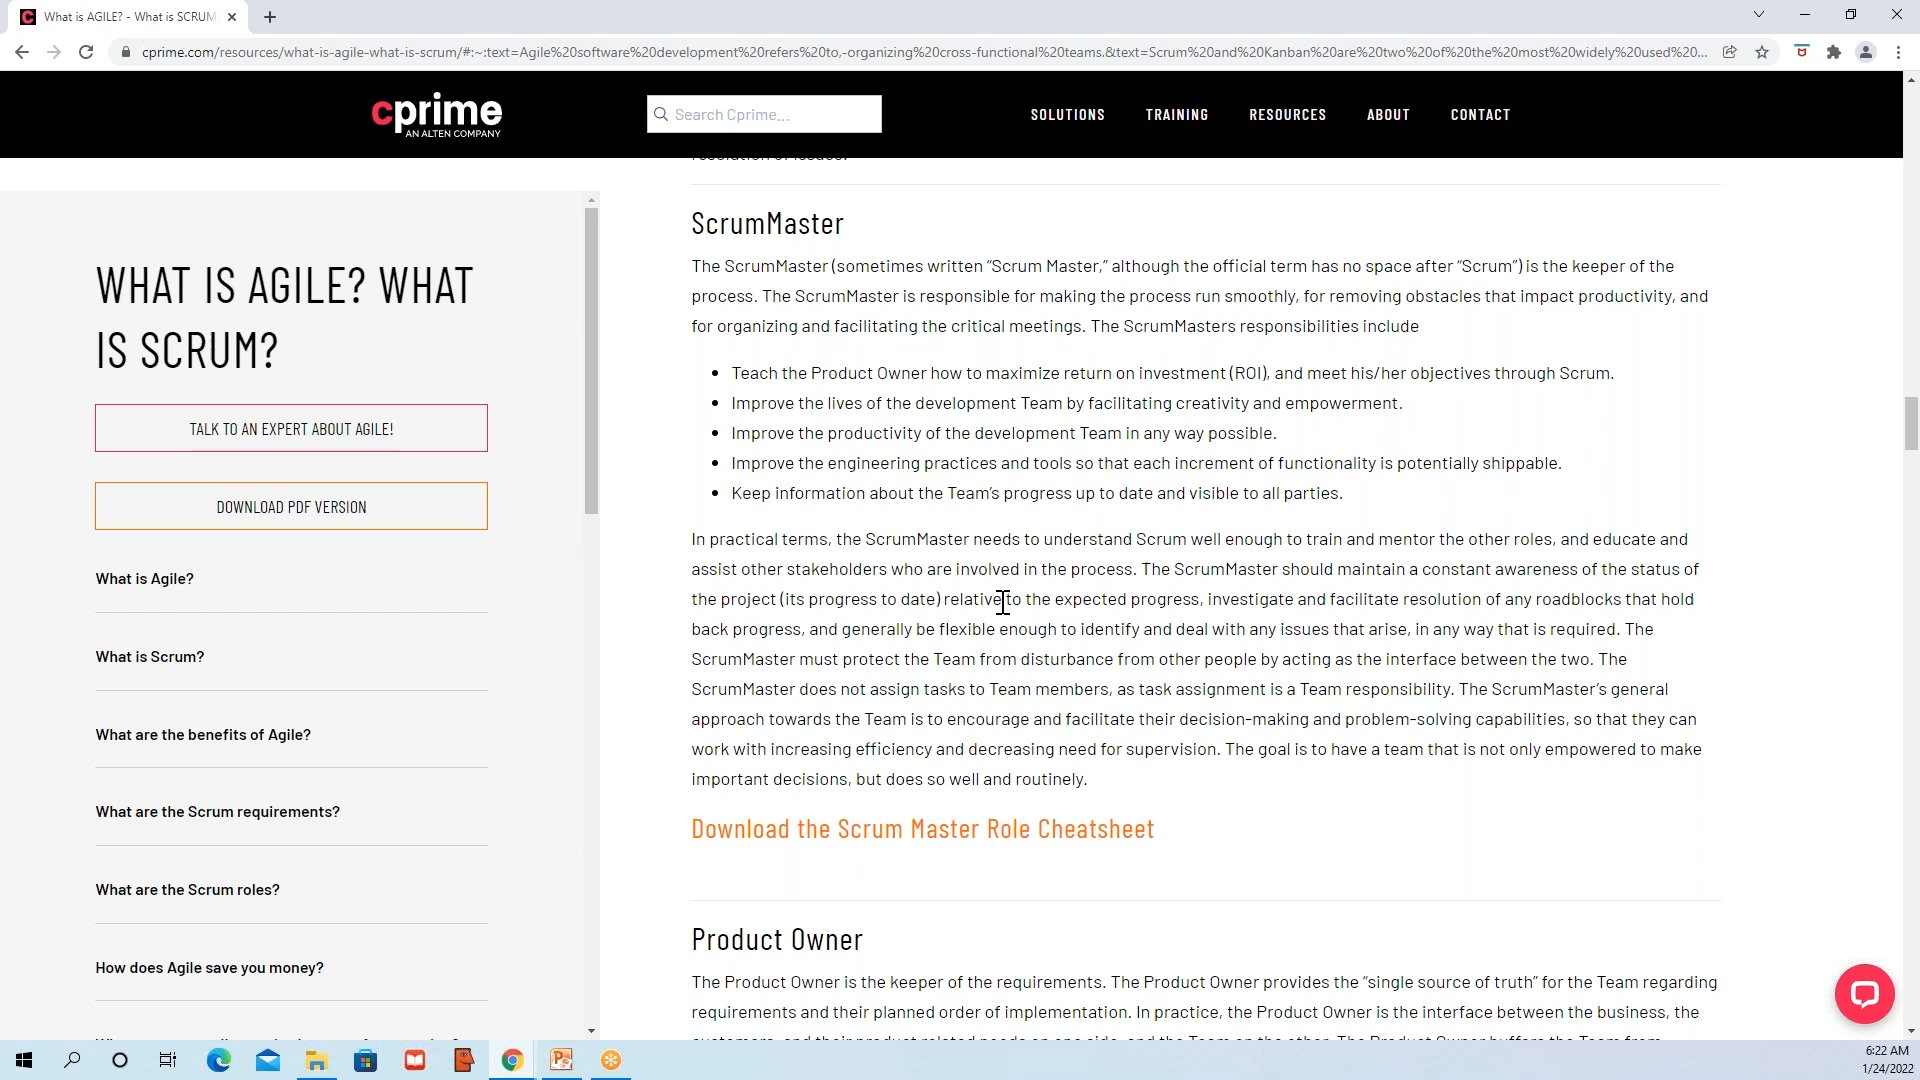 What is AGILE? - What is SCRUM
cprime.com/resources/what-is-agile-what-is-scrum/#:~:text=Agile%20software%20development%20refers%20to,-organizing%20cross-functional%20teams.&text=Scrum%20and%20Kanban%20are%20two%20of%20the%20most%20widely%20used%20...
cprime
AN ALTEN COMPANY
Search Cprime...
SOLUTIONS
TRAINING
RESOURCES
ABOUT
CONTACT
WHAT IS AGILE? WHAT
IS SCRUM?
TALK TO AN EXPERT ABOUT AGILE!
DOWNLOAD PDF VERSION
What is Agile?
What is Scrum?
What are the benefits of Agile?
What are the Scrum requirements?
What are the Scrum roles?
How does Agile save you money?
ScrumMaster
The ScrumMaster (sometimes written “Scrum Master,” although the official term has no space after “Scrum”) is the keeper of the
process. The ScrumMaster is responsible for making the process run smoothly, for removing obstacles that impact productivity, and
for organizing and facilitating the critical meetings. The ScrumMasters responsibilities include
• Teach the Product Owner how to maximize return on investment (ROI), and meet his/her objectives through Scrum.
• Improve the lives of the development Team by facilitating creativity and empowerment.
• Improve the productivity of the development Team in any way possible.
• Improve the engineering practices and tools so that each increment of functionality is potentially shippable.
• Keep information about the Team’s progress up to date and visible to all parties.
In practical terms, the ScrumMaster needs to understand Scrum well enough to train and mentor the other roles, and educate and
assist other stakeholders who are involved in the process. The ScrumMaster should maintain a constant awareness of the status of
the project (its progress to date) relative to the expected progress, investigate and facilitate resolution of any roadblocks that hold
back progress, and generally be flexible enough to identify and deal with any issues that arise, in any way that is required. The
ScrumMaster must protect the Team from disturbance from other people by acting as the interface between the two. The
ScrumMaster does not assign tasks to Team members, as task assignment is a Team responsibility. The ScrumMaster’s general
approach towards the Team is to encourage and facilitate their decision-making and problem-solving capabilities, so that they can
work with increasing efficiency and decreasing need for supervision. The goal is to have a team that is not only empowered to make
important decisions, but does so well and routinely.
Download the Scrum Master Role Cheatsheet
Product Owner
The Product Owner is the keeper of the requirements. The Product Owner provides the “single source of truth” for the Team regarding
requirements and their planned order of implementation. In practice, the Product Owner is the interface between the business, the
6:22 AM
1/24/2022